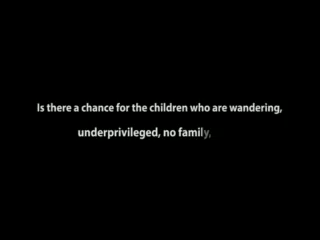 Is there a chance for the children who are wandering,
underprivileged, no family,